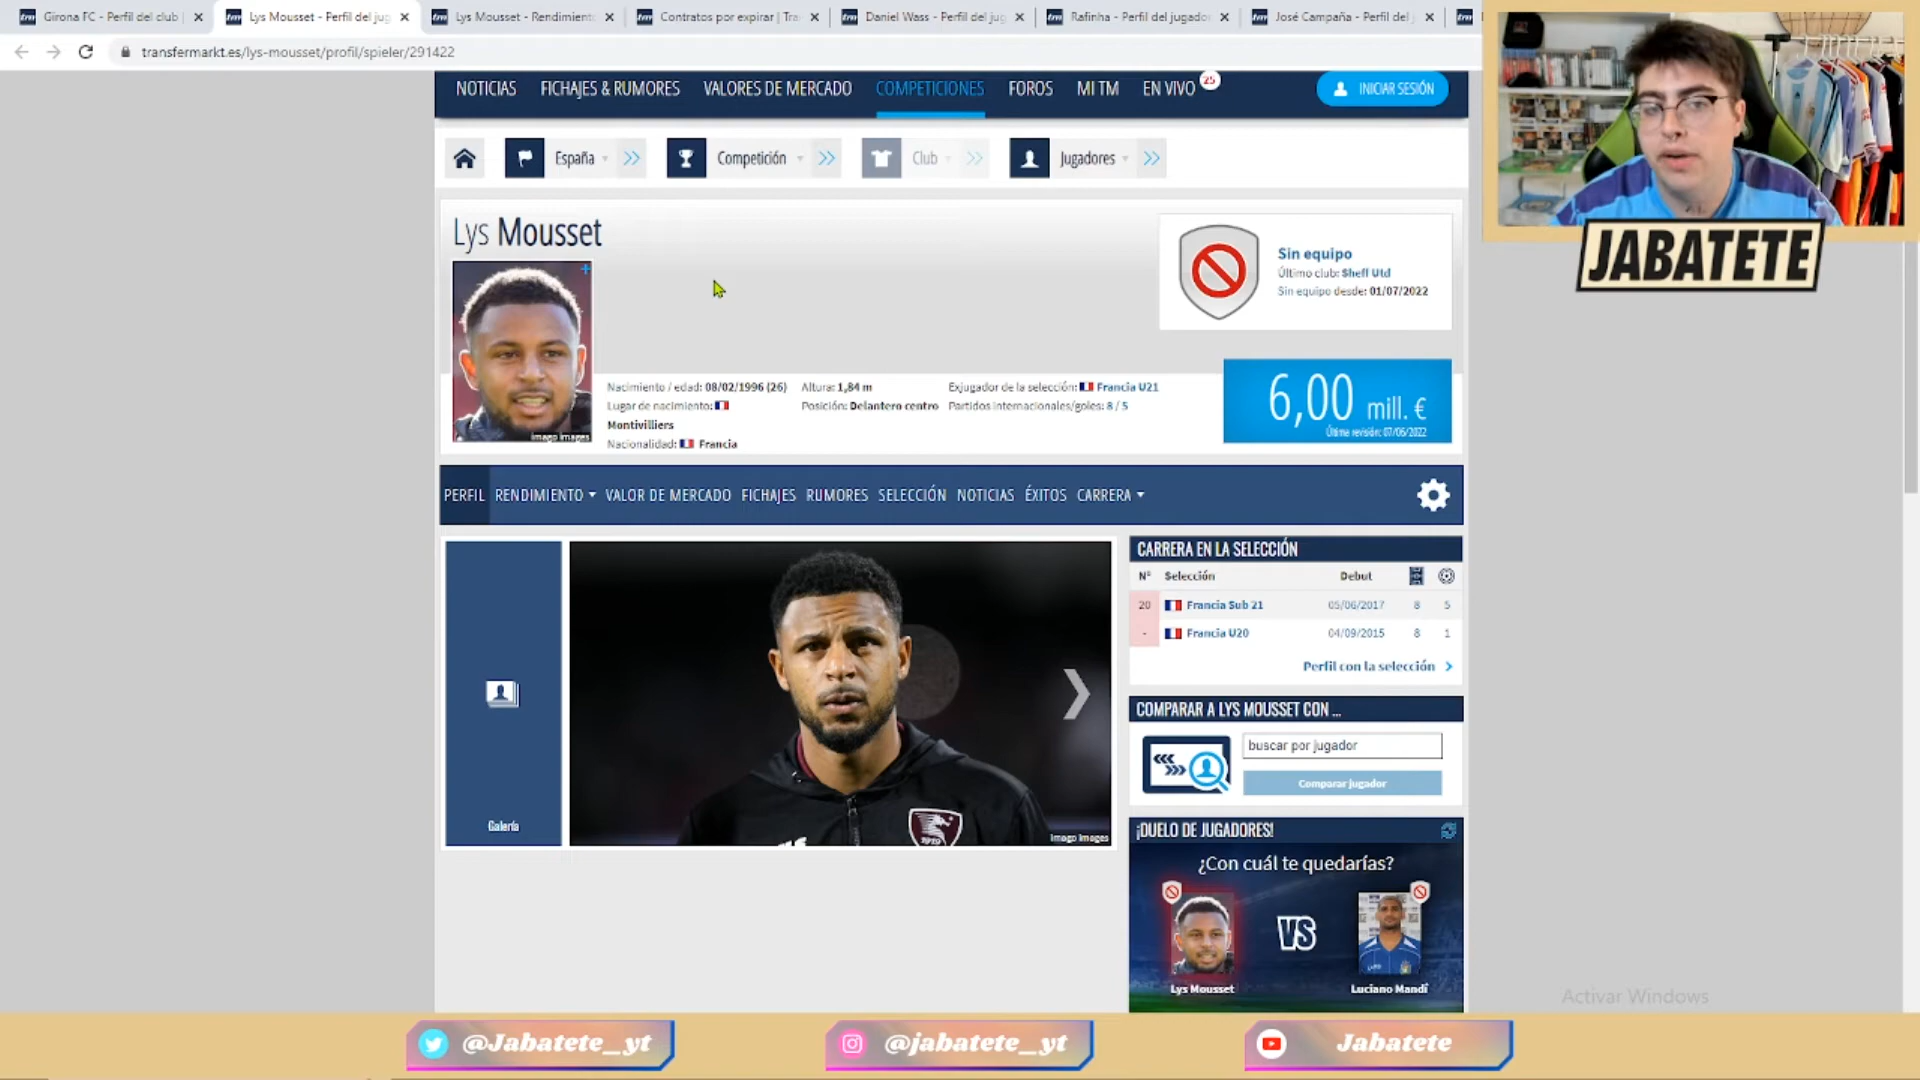 Girona FC - Perfil del club
Lys Mousset - Perfil del jug
Lys Mousset - Rendimient
Contratos por expirar | Tra
Daniel Wass - Perfil del jug
Rafinha - Perfil del jugador
José Campaña - Perfil del j
transfermarkt.es/lys-mousset/profil/spieler/291422
NOTICIAS FICHAJES & RUMORES VALORES DE MERCADO COMPETICIONES FOROS MI TM EN VIVO 25 INICIAR SESIÓN
España Competición Club Jugadores
Lys Mousset
Sin equipo
Último club: Sheff Utd
Sin equipo desde: 01/07/2022
Imago Images
Nacimiento / edad: 08/02/1996 (26)
Lugar de nacimiento:
Montivilliers
Nacionalidad: Francia
Altura: 1,84 m
Posición: Delantero centro
Exjugador de la selección: Francia U21
Partidos internacionales/goles: 8 / 5
6,00 mill. €
Última revisión: 07/06/2022
PERFIL RENDIMIENTO VALOR DE MERCADO FICHAJES RUMORES SELECCIÓN NOTICIAS ÉXITOS CARRERA
Galería
1919
Imago Images
CARRERA EN LA SELECCIÓN
Nº Selección Debut
20 Francia Sub 21 05/06/2017 8 5
- Francia U20 04/09/2015 8 1
Perfil con la selección
COMPARAR A LYS MOUSSET CON ...
buscar por jugador
Comparar jugador
¡DUELO DE JUGADORES!
¿Con cuál te quedarías?
VS
Lys Mousset
Luciano Mandí
JABATETE
Activar Windows
@Jabatete_yt
@jabatete_yt
Jabatete